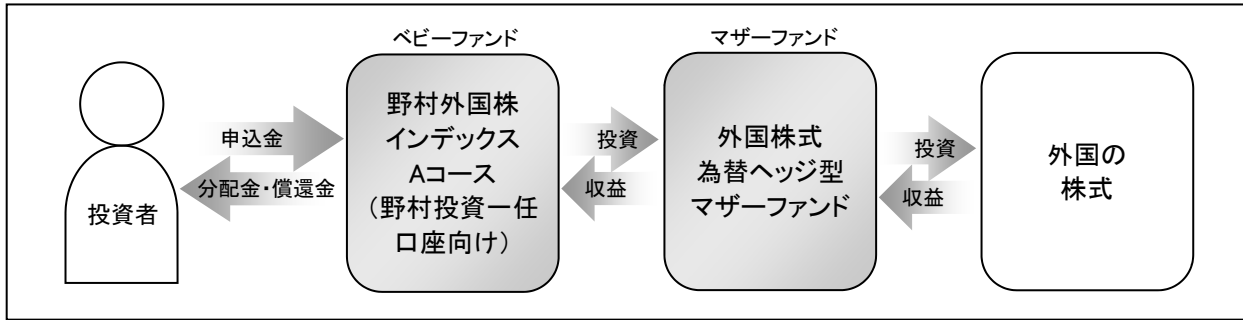 ベビーファンド
マザーファンド
投資者
申込金
分配金・償還金
野村外国株
インデックス
Aコース
（野村投資一任
口座向け）
投資
収益
外国株式
為替ヘッジ型
マザーファンド
投資
収益
外国の
株式